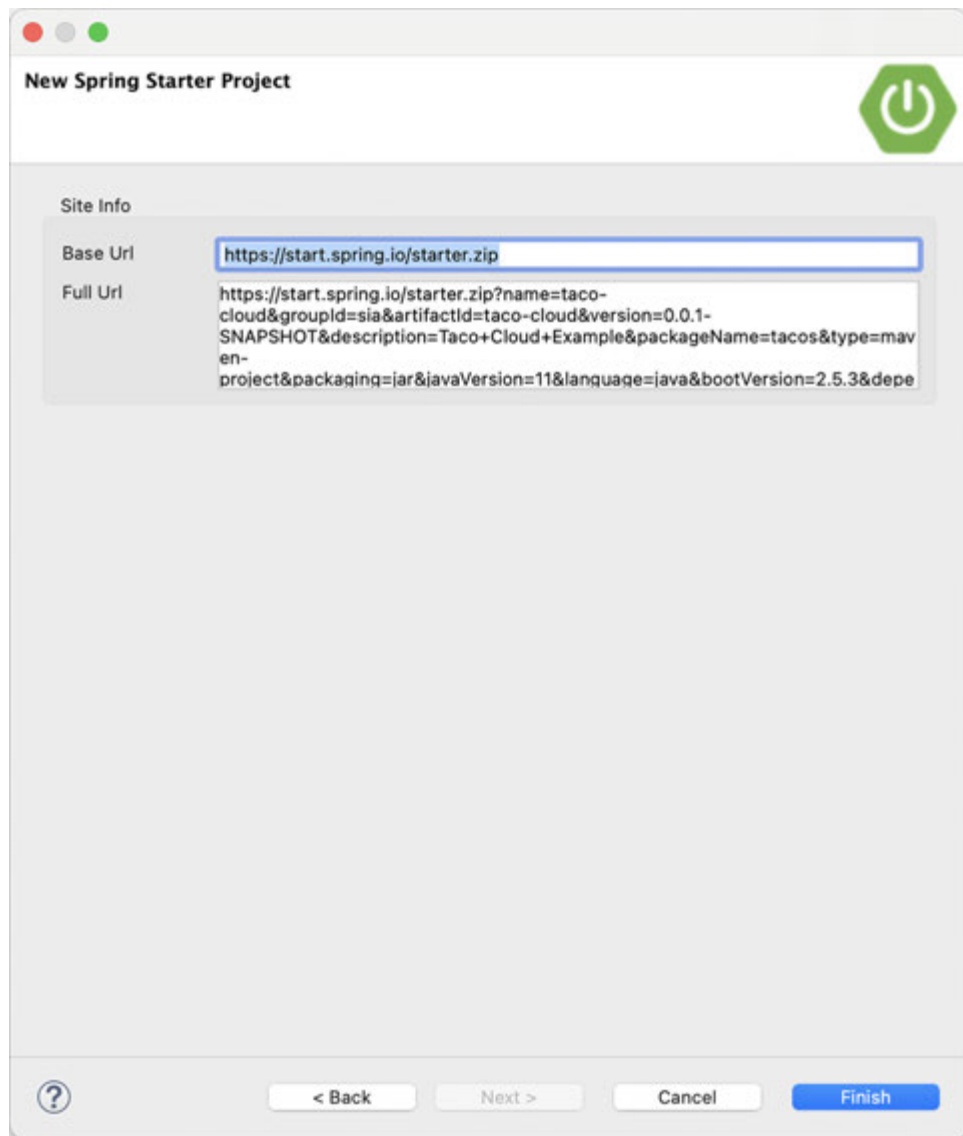 New Spring Starter Project
Site Info
Base Url https://start.spring.io/starter.zip
Full Url https://start.spring.io/starter.zip?name=taco-
cloud&groupId=sia&artifactId=taco-cloud&version=0.0.1-
SNAPSHOT&description=Taco+Cloud+Example&packageName=tacos&type=mav
en-
project&packaging=jar&javaVersion=11&language=java&bootVersion=2.5.3&depe
? < Back Next > Cancel Finish